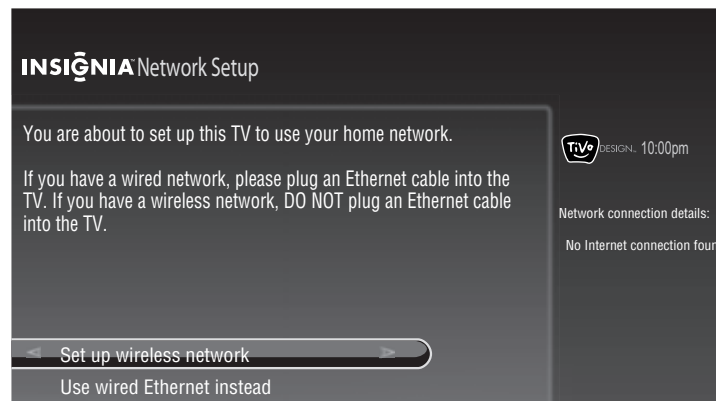 INSIGNIA™ Network Setup
You are about to set up this TV to use your home network.
If you have a wired network, please plug an Ethernet cable into the
TV. If you have a wireless network, DO NOT plug an Ethernet cable
into the TV.
Set up wireless network
Use wired Ethernet instead
TiVo DESIGN™ 10:00pm
Network connection details:
No Internet connection foun